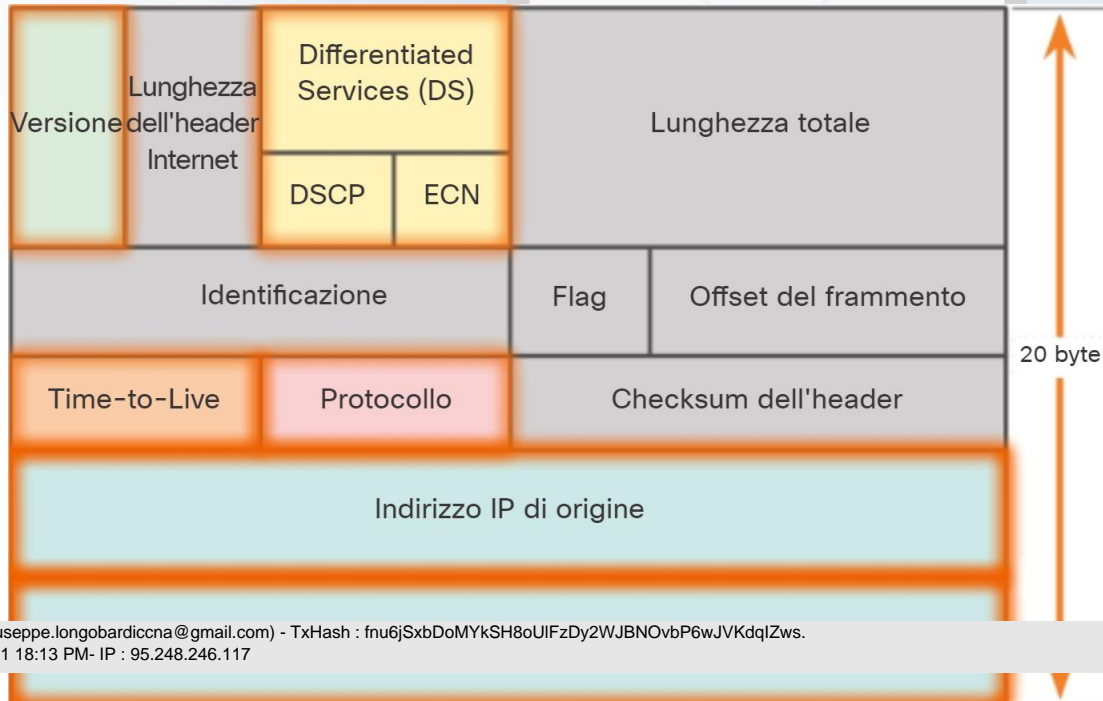 Differentiated
Services (DS)
Versione
Lunghezza
dell'header
Internet
Lunghezza totale
DSCP
ECN
Identificazione
Flag
Offset del frammento
20 byte
Time-to-Live
Protocollo
Checksum dell'header
Indirizzo IP di origine
useppe.longobardiccna@gmail.com) - TxHash : fnu6jSxbDoMYkSH8oUlFzDy2WJBNOvbP6wJVKdqIZws.
1 18:13 PM- IP : 95.248.246.117